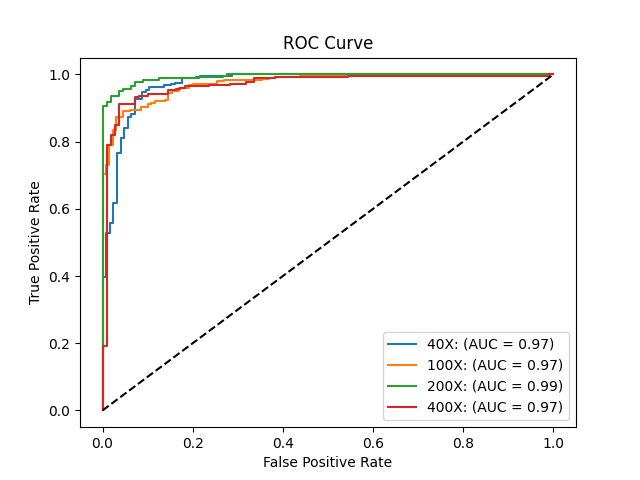 ROC Curve
True Positive Rate
1.0
0.8
0.6
0.4
0.2
0.0
0.0 0.2 0.4 0.6 0.8 1.0
False Positive Rate
40X: (AUC = 0.97)
100X: (AUC = 0.97)
200X: (AUC = 0.99)
400X: (AUC = 0.97)